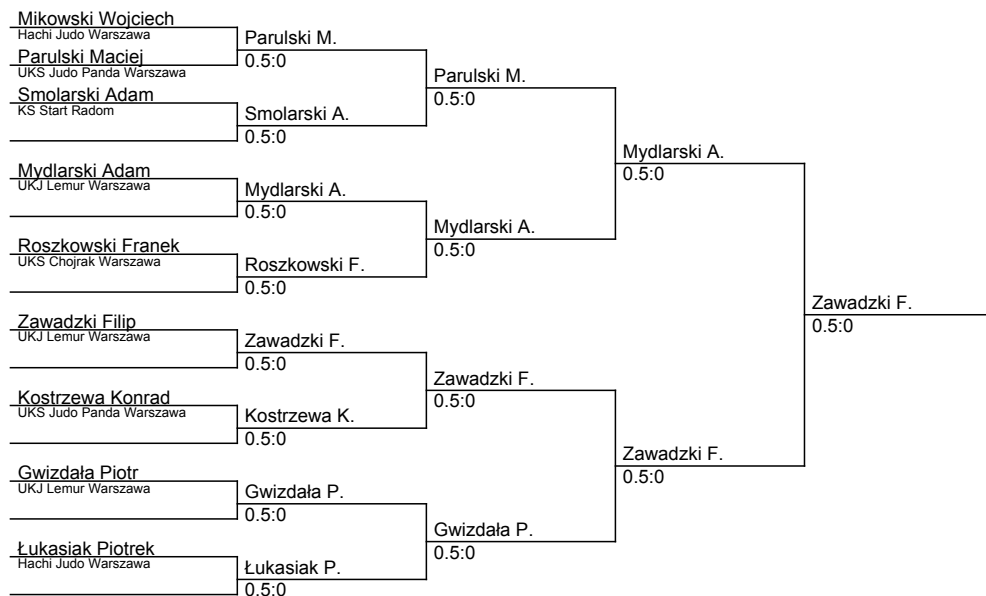 Mikowski Wojciech
Hachi Judo Warszawa
Parulski Maciej
UKS Judo Panda Warszawa
Smolarski Adam
KS Start Radom
Mydlarski Adam
UKJ Lemur Warszawa
Roszkowski Franek
UKS Chojrak Warszawa
Zawadzki Filip
UKJ Lemur Warszawa
Kostrzewa Konrad
UKS Judo Panda Warszawa
Gwizdała Piotr
UKJ Lemur Warszawa
Łukasiak Piotrek
Hachi Judo Warszawa
Parulski M.
0.5:0
Smolarski A.
0.5:0
Mydlarski A.
0.5:0
Roszkowski F.
0.5:0
Zawadzki F.
0.5:0
Kostrzewa K.
0.5:0
Gwizdała P.
0.5:0
Łukasiak P.
0.5:0
Parulski M.
0.5:0
Mydlarski A.
0.5:0
Zawadzki F.
0.5:0
Gwizdała P.
0.5:0
Mydlarski A.
0.5:0
Zawadzki F.
0.5:0
Zawadzki F.
0.5:0